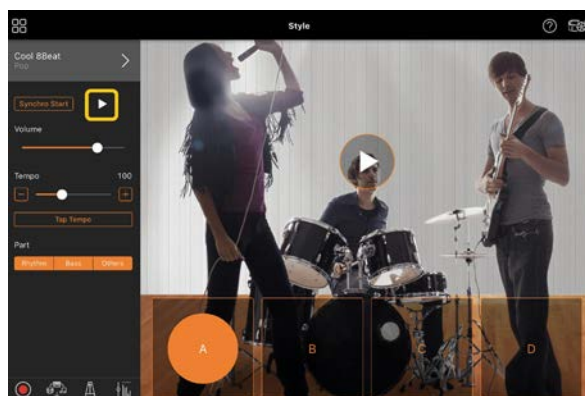 Style
Cool 8Beat
Pop
Synchro Start
Volume
Tempo 100
Tap Tempo
Part
Rhythm Bass Others
A B C D